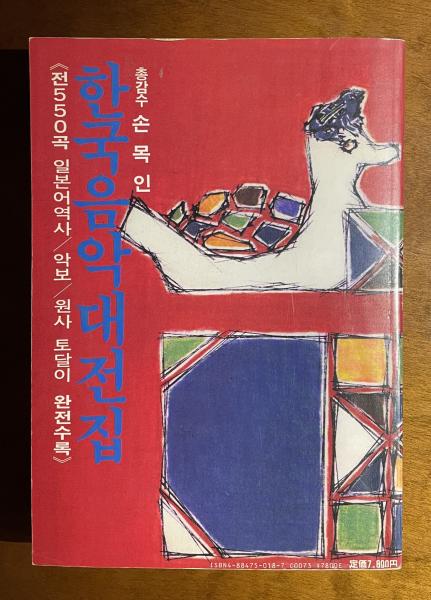 총감수 손목인
한국음악대전집
《전550곡 일본어역사/악보/원사 토달이 완전수록》
ISBN4-88475-018-7 C0073 ¥7800E 定価7,800円